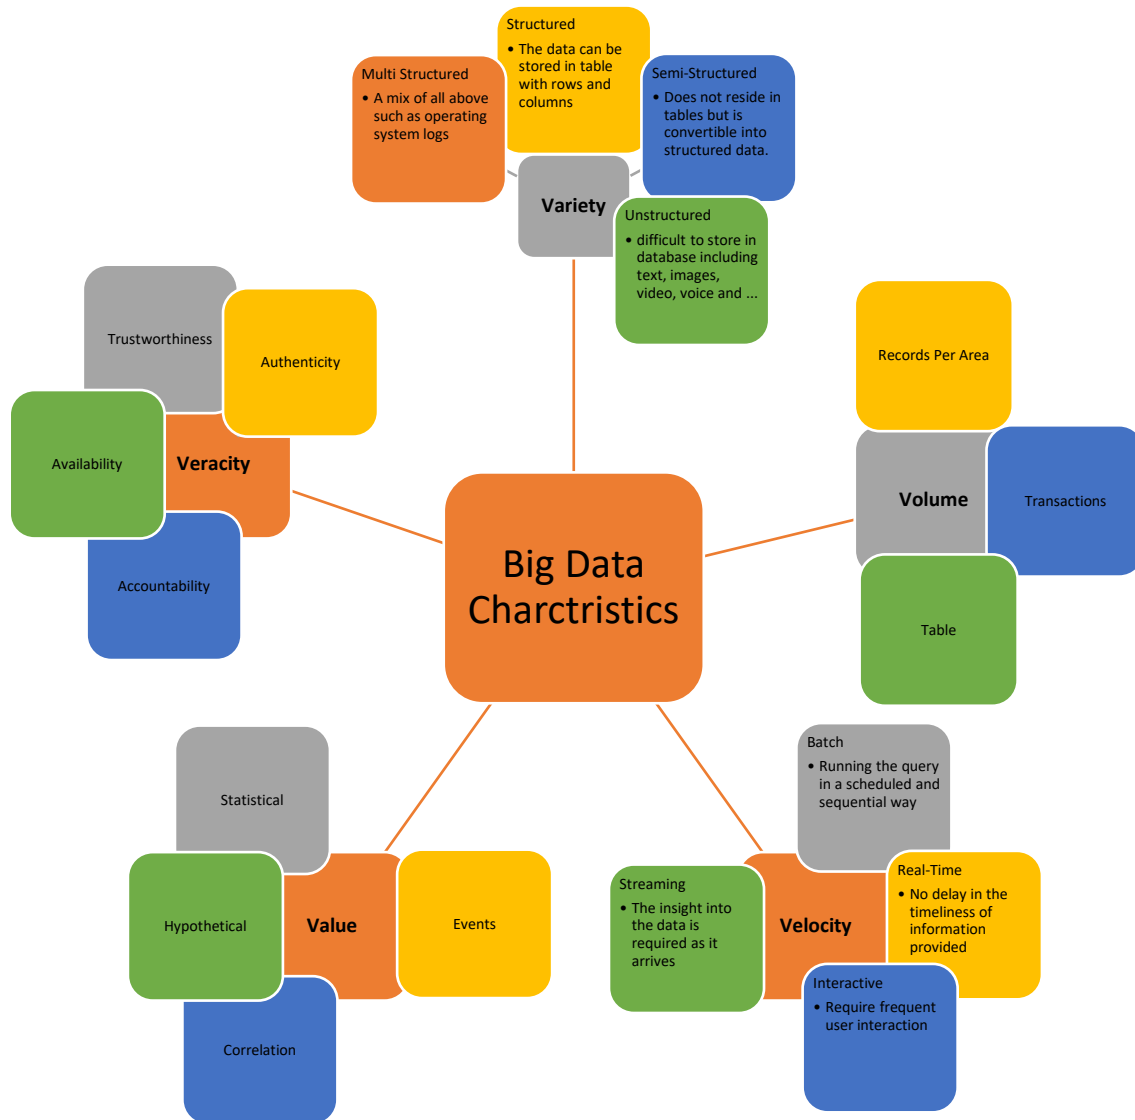 Structured
• The data can be
stored in table
with rows and
columns
Multi Structured
• A mix of all above
such as operating
system logs
Semi-Structured
• Does not reside in
tables but is
convertible into
structured data.
Variety
Unstructured
• difficult to store in
database including
text, images,
video, voice and ...
Trustworthiness
Authenticity
Availability
Veracity
Accountability
Records Per Area
Volume
Transactions
Table
Big Data
Charctristics
Statistical
Hypothetical
Value
Events
Correlation
Batch
• Running the query
in a scheduled and
sequential way
Streaming
• The insight into
the data is
required as it
arrives
Velocity
Real-Time
• No delay in the
timeliness of
information
provided
Interactive
• Require frequent
user interaction